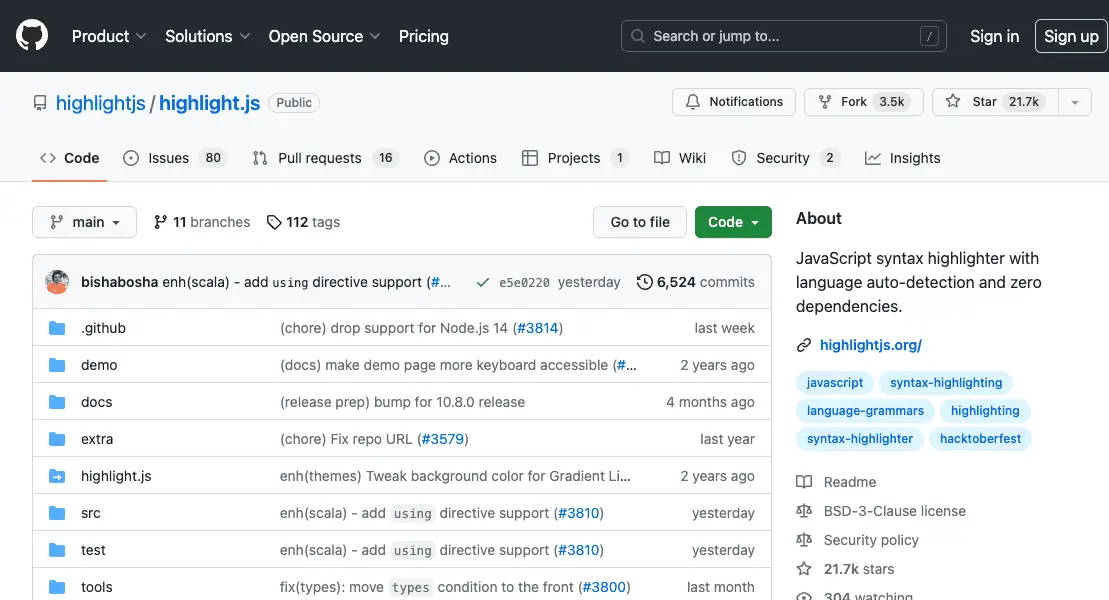 Product Solutions Open Source Pricing Search or jump to... / Sign in Sign up
highlightjs / highlight.js Public Notifications Fork 3.5k Star 21.7k
Code Issues 80 Pull requests 16 Actions Projects 1 Wiki Security 2 Insights
main 11 branches 112 tags Go to file Code
bishabosha enh(scala) - add using directive support (#... e5e0220 yesterday 6,524 commits
.github (chore) drop support for Node.js 14 (#3814) last week
demo (docs) make demo page more keyboard accessible (#... 2 years ago
docs (release prep) bump for 10.8.0 release 4 months ago
extra (chore) Fix repo URL (#3579) last year
highlight.js enh(themes) Tweak background color for Gradient Li... 2 years ago
src enh(scala) - add using directive support (#3810) yesterday
test enh(scala) - add using directive support (#3810) yesterday
tools fix(types): move types condition to the front (#3800) last month
About
JavaScript syntax highlighter with
language auto-detection and zero
dependencies.
highlightjs.org/
javascript syntax-highlighting
language-grammars highlighting
syntax-highlighter hacktoberfest
Readme
BSD-3-Clause license
Security policy
21.7k stars
304 watching